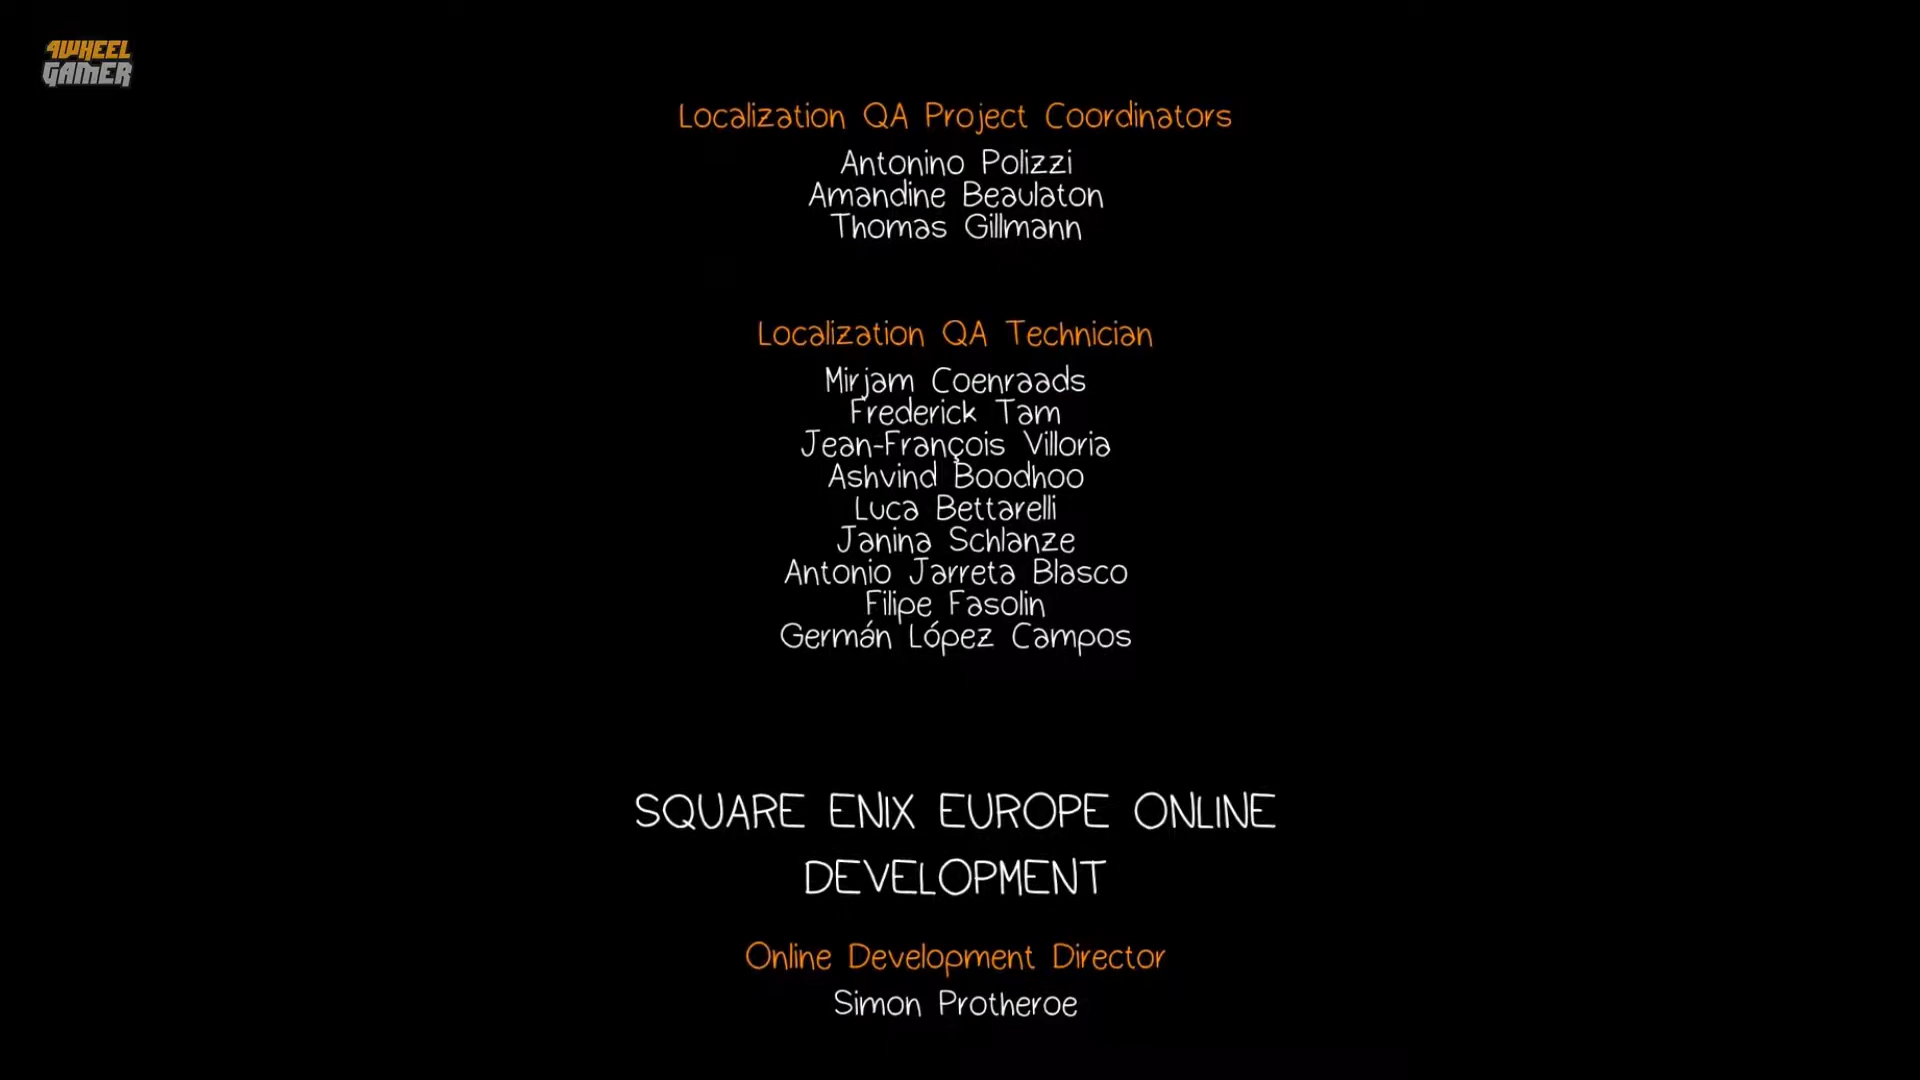 4WHEEL
GAMER
Localization QA Project Coordinators
Antonino Polizzi
Amandine Beaulaton
Thomas Gillmann
Localization QA Technician
Mirjam Coenraads
Frederick Tam
Jean-François Villoria
Ashvind Boodhoo
Luca Bettarelli
Janina Schlanze
Antonio Jarreta Blasco
Filipe Fasolin
Germán López Campos
SQUARE ENIX EUROPE ONLINE
DEVELOPMENT
Online Development Director
Simon Protheroe